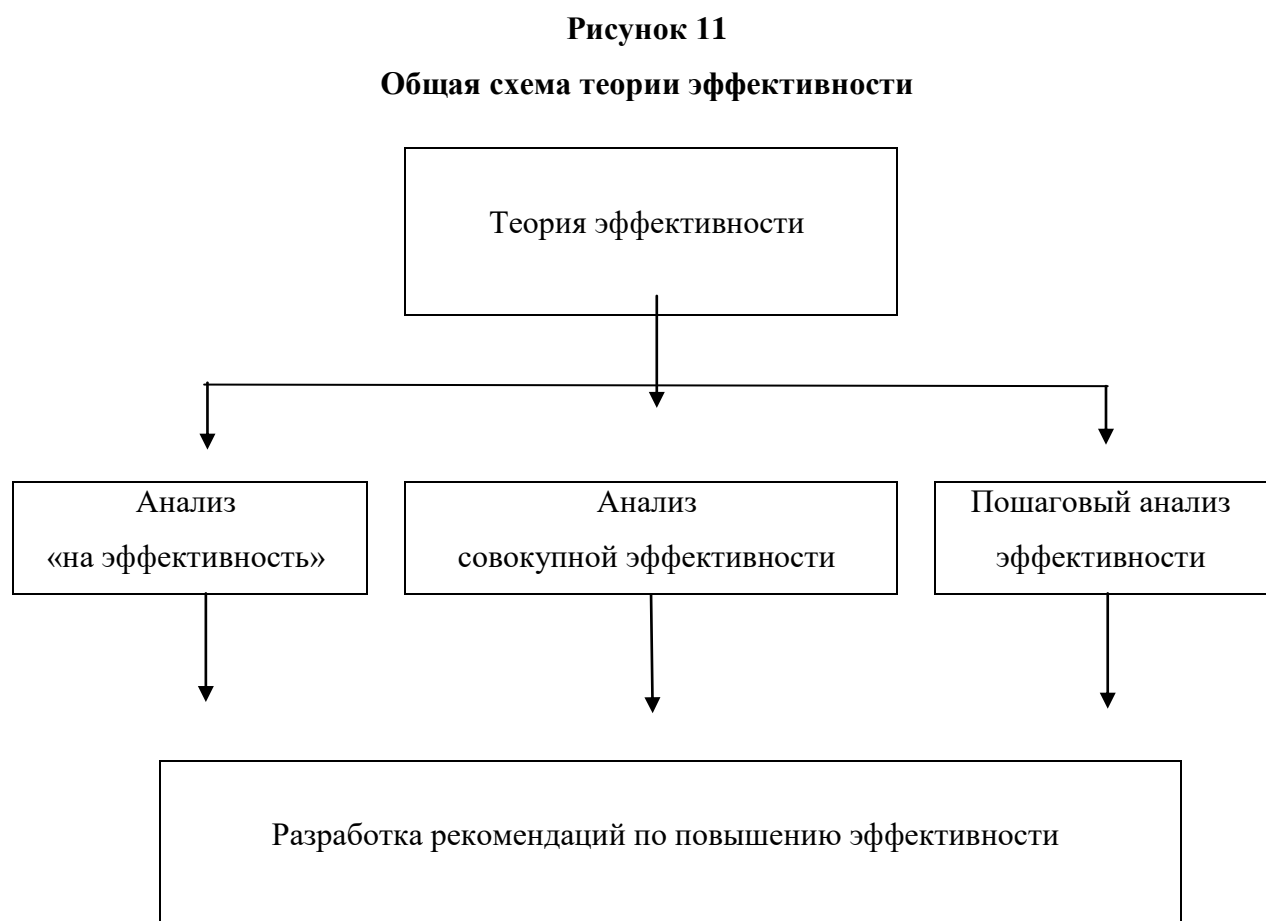 Рисунок 11
Общая схема теории эффективности
Теория эффективности
Анализ
«на эффективность»
Анализ
совокупной эффективности
Пошаговый анализ
эффективности
Разработка рекомендаций по повышению эффективности